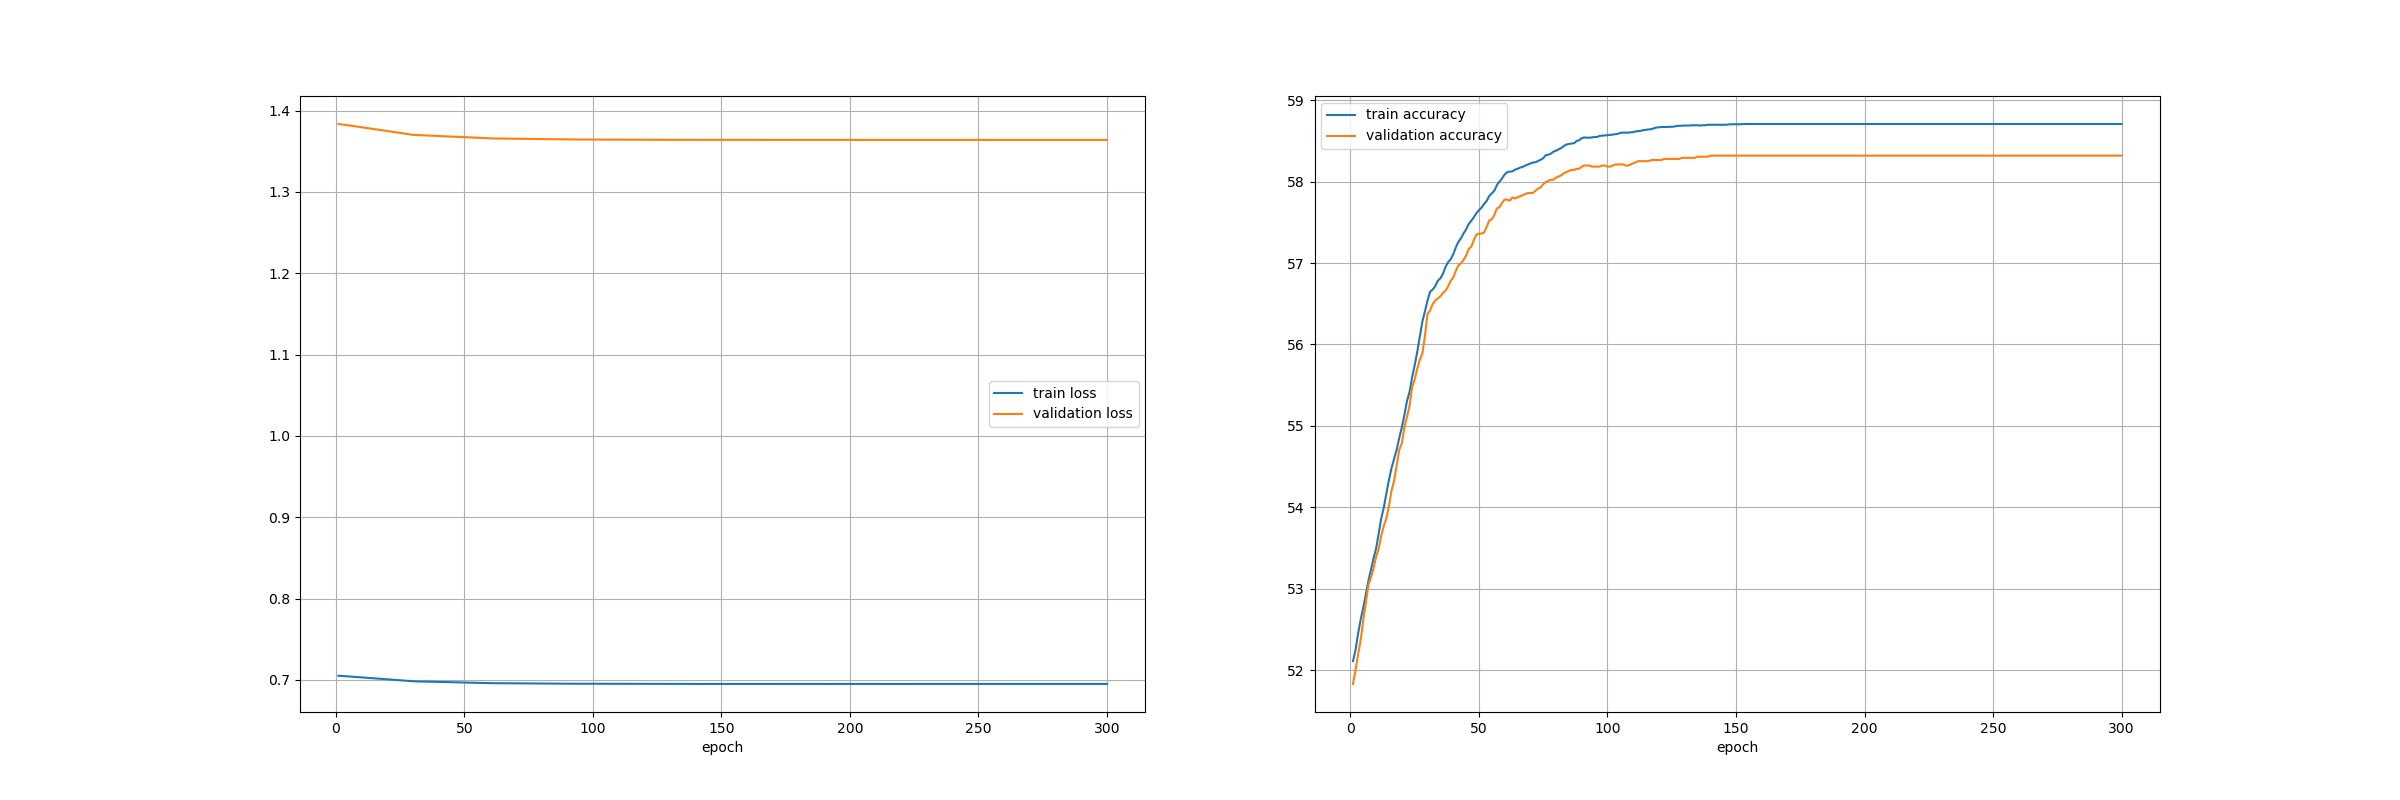 1.4
1.3
1.2
1.1
1.0
0.9
0.8
0.7
0 50 100 150 200 250 300
epoch
train loss
validation loss
59
58
57
56
55
54
53
52
0 50 100 150 200 250 300
epoch
train accuracy
validation accuracy